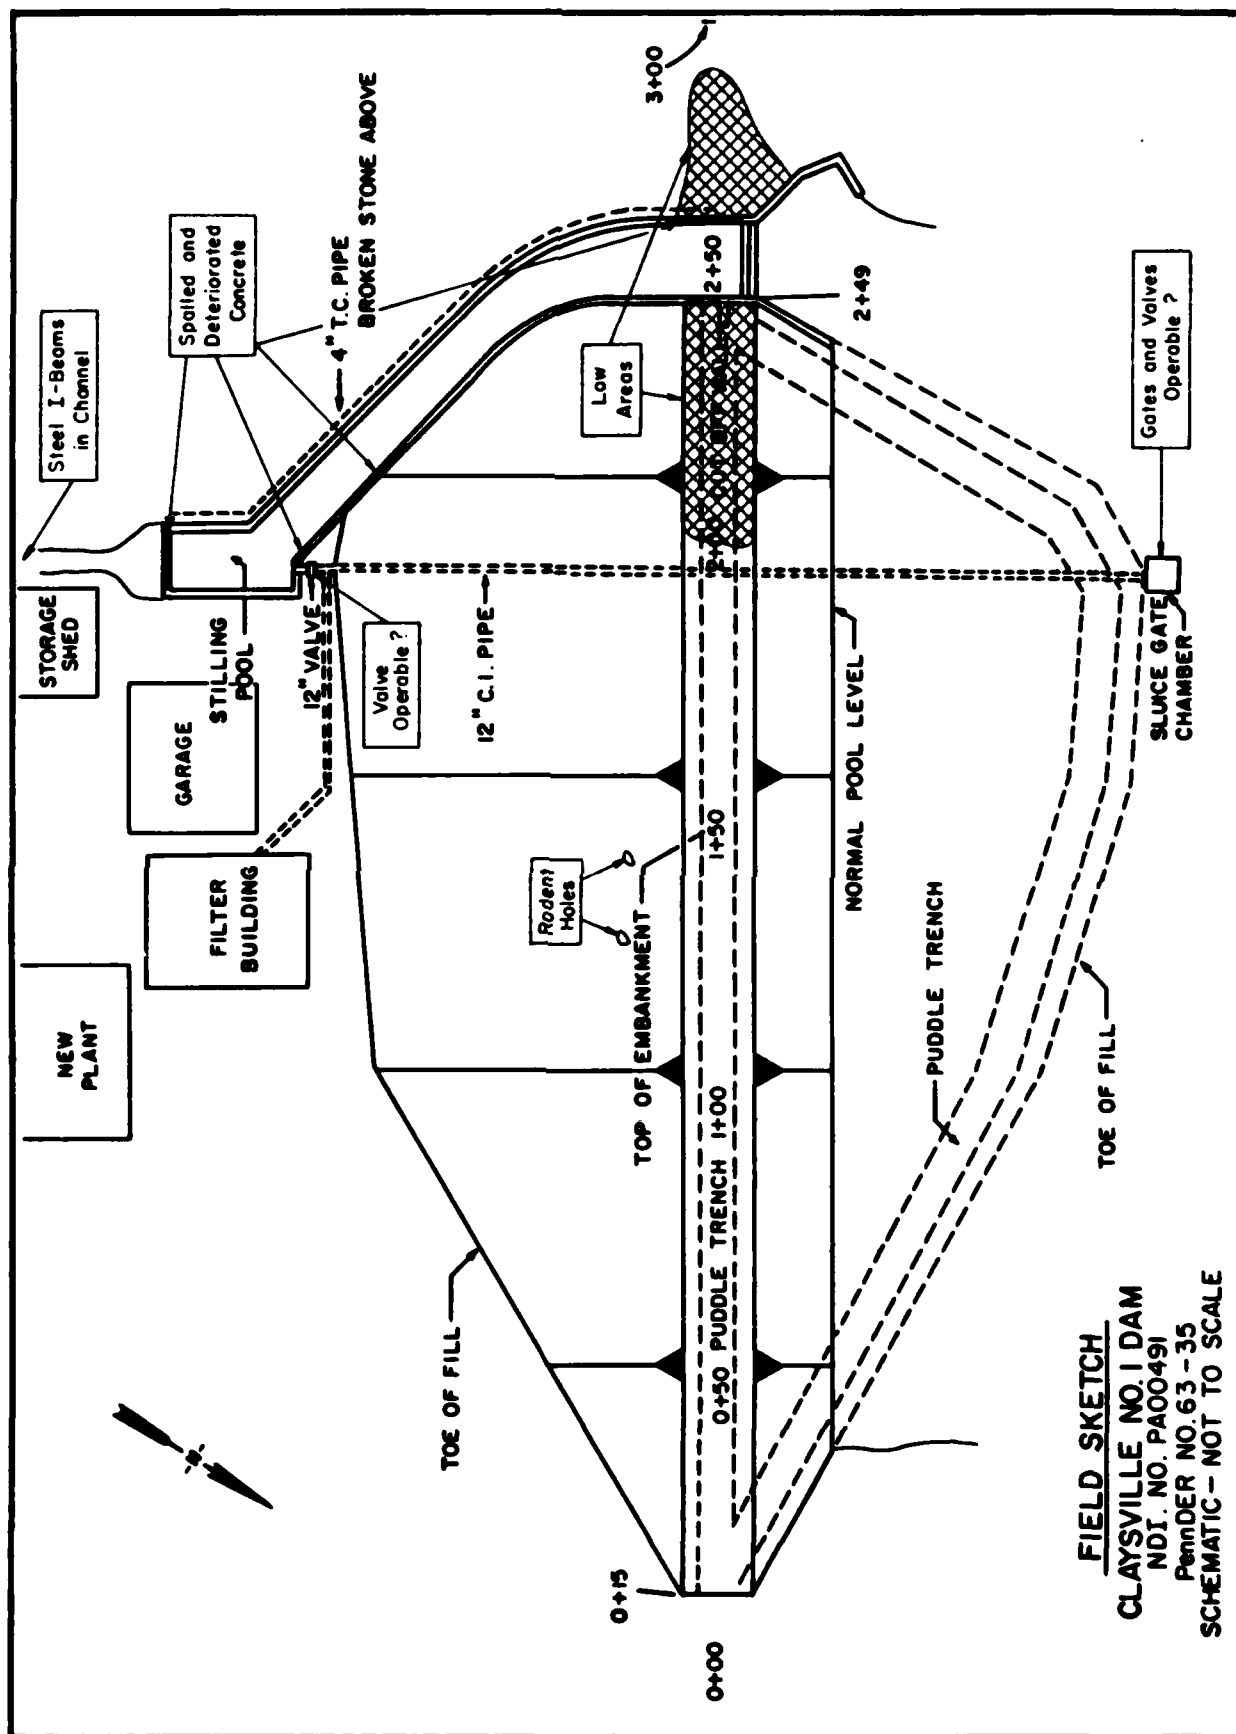 Steel I-Beams
in Channel
Spalled and
Deteriorated
Concrete
4" T.C. PIPE
BROKEN STONE ABOVE
3+00
STORAGE
SHED
STILLING
POOL
GARAGE
12" VALVE
Valve
Operable ?
12" C.I. PIPE
Low
Areas
2+50
2+49
2+00
Gates and Valves
Operable ?
SLUICE GATE
CHAMBER
FILTER
BUILDING
NEW
PLANT
Rodent
Holes
1+50
TOP OF EMBANKMENT
NORMAL POOL LEVEL
PUDDLE TRENCH
TOE OF FILL
0+50 PUDDLE TRENCH 1+00
TOE OF FILL
N
0+15
0+00
FIELD SKETCH
CLAYSVILLE NO. 1 DAM
NDI. NO. PA00491
PennDER NO. 63-35
SCHEMATIC - NOT TO SCALE